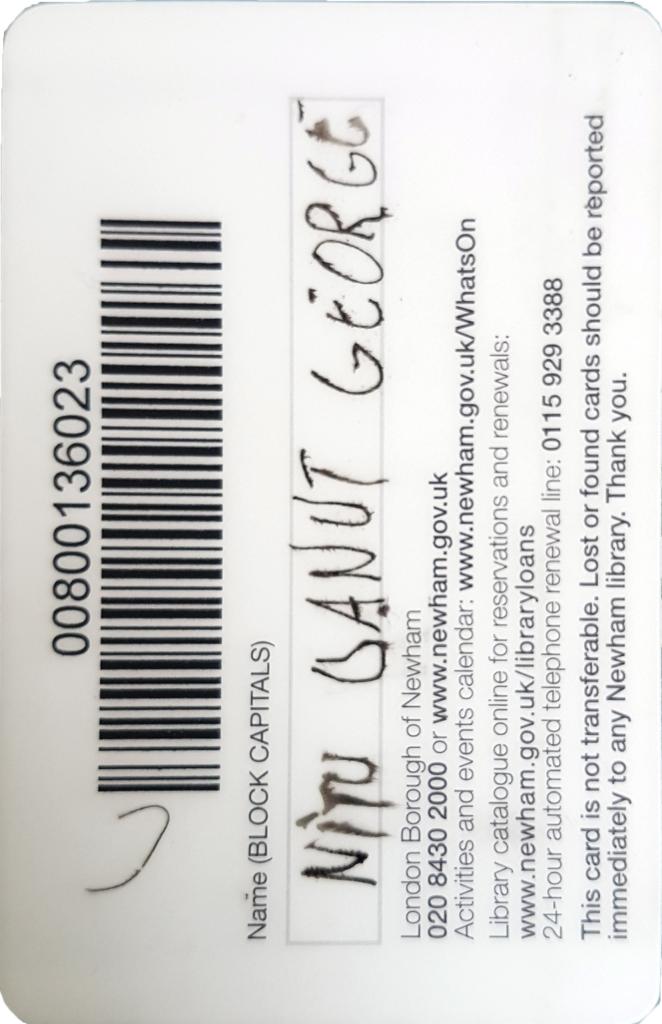 00800136023
Name (BLOCK CAPITALS)
NITU DANUT GEORGE
London Borough of Newham
020 8430 2000 or www.newham.gov.uk
Activities and events calendar: www.newham.gov.uk/WhatsOn
Library catalogue online for reservations and renewals:
www.newham.gov.uk/libraryloans
24-hour automated telephone renewal line: 0115 929 3388
This card is not transferable. Lost or found cards should be reported
immediately to any Newham library. Thank you.